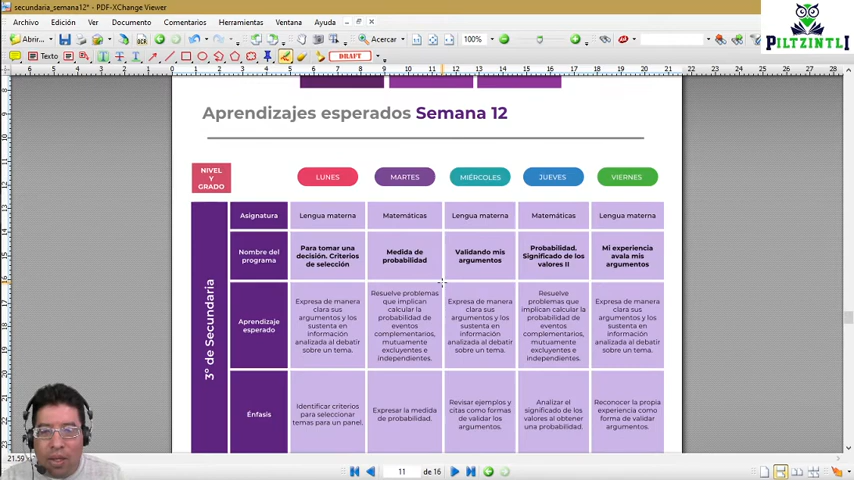 secundaria_semana12* - PDF-XChange Viewer
Archivo Edición Ver Documento Comentarios Herramientas Ventana Ayuda
Abrir... Acercar 100%
Texto DRAFT
PILTZINTLI
Aprendizajes esperados Semana 12
NIVEL
Y
GRADO
LUNES MARTES MIÉRCOLES JUEVES VIERNES
3° de Secundaria
Asignatura
Lengua materna
Matemáticas
Lengua materna
Matemáticas
Lengua materna
Nombre del
programa
Para tomar una
decisión. Criterios
de selección
Medida de
probabilidad
Validando mis
argumentos
Probabilidad.
Significado de los
valores II
Mi experiencia
avala mis
argumentos
Aprendizaje
esperado
Expresa de manera
clara sus
argumentos y los
sustenta en
información
analizada al debatir
sobre un tema.
Resuelve problemas
que implican
calcular la
probabilidad de
eventos
complementarios,
mutuamente
excluyentes e
independientes.
Expresa de manera
clara sus
argumentos y los
sustenta en
información
analizada al debatir
sobre un tema.
Resuelve
problemas que
implican calcular la
probabilidad de
eventos
complementarios,
mutuamente
excluyentes e
independientes.
Expresa de manera
clara sus
argumentos y los
sustenta en
información
analizada al debatir
sobre un tema.
Énfasis
Identificar criterios
para seleccionar
temas para un panel.
Expresar la medida
de probabilidad.
Revisar ejemplos y
citas como formas
de validar los
argumentos.
Analizar el
significado de los
valores al obtener
una probabilidad.
Reconocer la propia
experiencia como
forma de validar
argumentos.
21.59
11 de 16